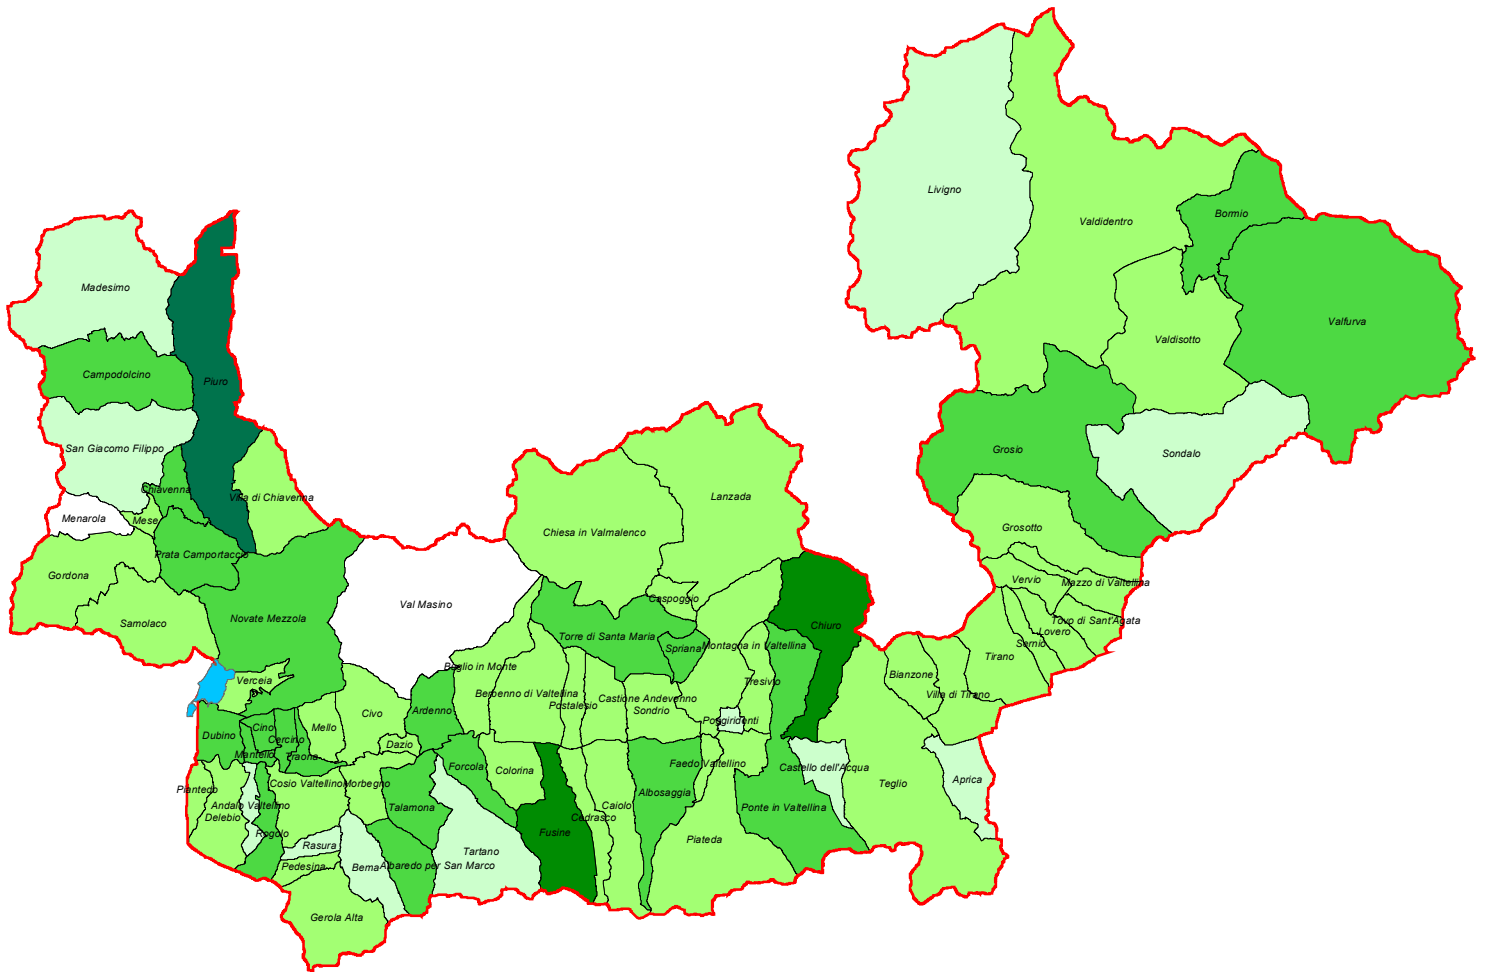 Livigno
Bormio
Valdidentro
Madesimo
Valfurva
Valdisotto
Campodolcino
Piuro
San Giacomo Filippo
Grosio
Sondalo
Chiavenna
Villa di Chiavenna
Lanzada
Menarola
Mese
Grosotto
Chiesa in Valmalenco
Prata Camportaccio
Gordona
Vervio
Mazzo di Valtellina
Caspoggio
Val Masino
Novate Mezzola
Samolaco
Chiuro
Tovo di Sant'Agata
Lovero
Torre di Santa Maria
Spriana
Montagna in Valtellina
Sernio
Tirano
Buglio in Monte
Bianzone
Verceia
Tresivio
Berbenno di Valtellina
Villa di Tirano
Castione Andevenno
Postalesio
Sondrio
Ardenno
Civo
Poggiridenti
Mello
Cino
Dubino
Cercino
Dazio
Mantello
Traona
Forcola
Faedo Valtellino
Castello dell'Acqua
Colorina
Aprica
Cosio Valtellino
Morbegno
Teglio
Piantedo
Albosaggia
Andalo Valtellino
Talamona
Caiolo
Ponte in Valtellina
Delebio
Cedrasco
Rogolo
Fusine
Piateda
Rasura
Tartano
Pedesina
Bema
Albaredo per San Marco
Gerola Alta